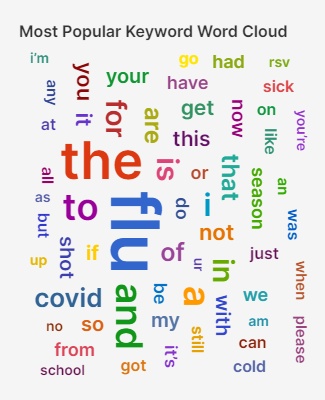 Most Popular Keyword Word Cloud
i'm
you
your
go
had
rsv
any
for
have
sick
at
it
are
get
now
on
you're
this
like
the
all
is
or
that
season
an
as
to
flu
do
i
was
but
not
up
shot
if
of
ur
in
just
when
covid
and
be
a
with
we
no
so
my
still
am
please
from
it's
can
school
got
cold